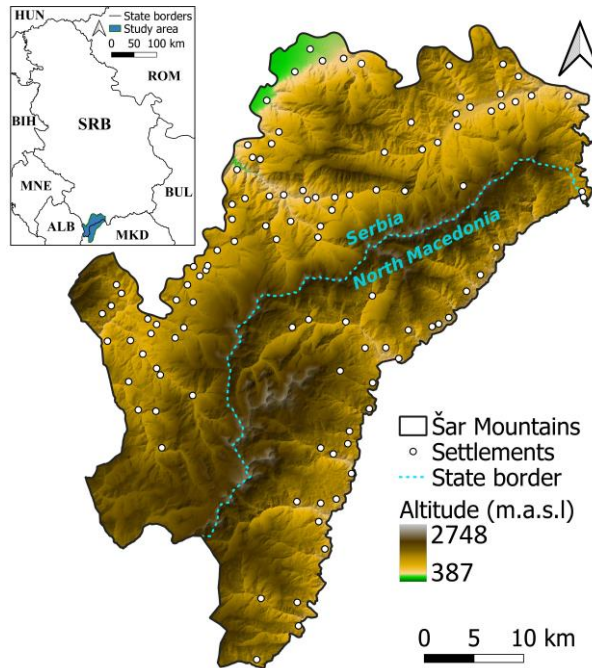 HUN
State borders
Study area
0 50 100 km
ROM
BIH
SRB
MNE
BUL
ALB
MKD
Serbia
North Macedonia
Šar Mountains
Settlements
State border
Altitude (m.a.s.l)
2748
387
0 5 10 km